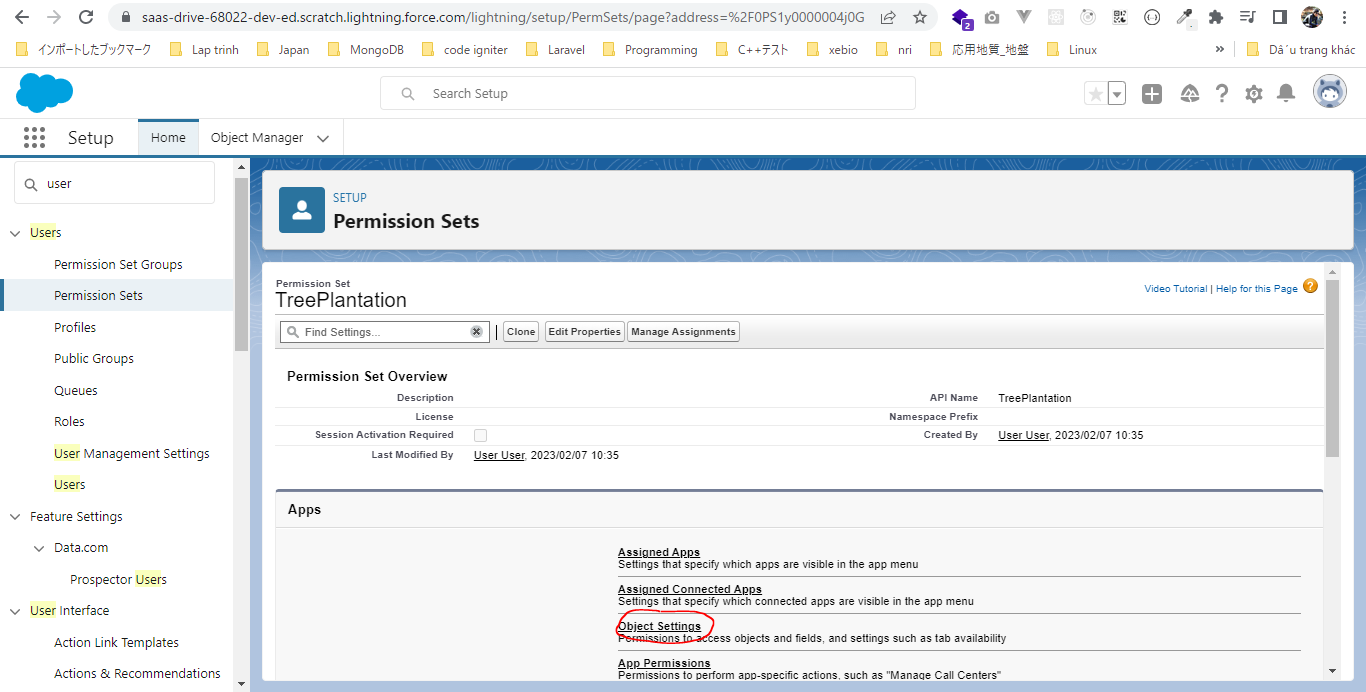 saas-drive-68022-dev-ed.scratch.lightning.force.com/lightning/setup/PermSets/page?address=%2F0PS1y0000004j0G
2
インポートしたブックマーク Lap trinh Japan MongoDB code igniter Laravel Programming C++テスト xebio nri 応用地質_地盤 Linux » Dấu trang khác
Search Setup
Setup Home Object Manager
user
Users
Permission Set Groups
Permission Sets
Profiles
Public Groups
Queues
Roles
User Management Settings
Users
Feature Settings
Data.com
Prospector Users
User Interface
Action Link Templates
Actions & Recommendations
SETUP
Permission Sets
Permission Set
TreePlantation
Video Tutorial | Help for this Page ?
Find Settings... Clone Edit Properties Manage Assignments
Permission Set Overview
Description API Name TreePlantation
License Namespace Prefix
Session Activation Required Created By User User, 2023/02/07 10:35
Last Modified By User User, 2023/02/07 10:35
Apps
Assigned Apps
Settings that specify which apps are visible in the app menu
Assigned Connected Apps
Settings that specify which connected apps are visible in the app menu
Object Settings
Permissions to access objects and fields, and settings such as tab availability
App Permissions
Permissions to perform app-specific actions, such as "Manage Call Centers"